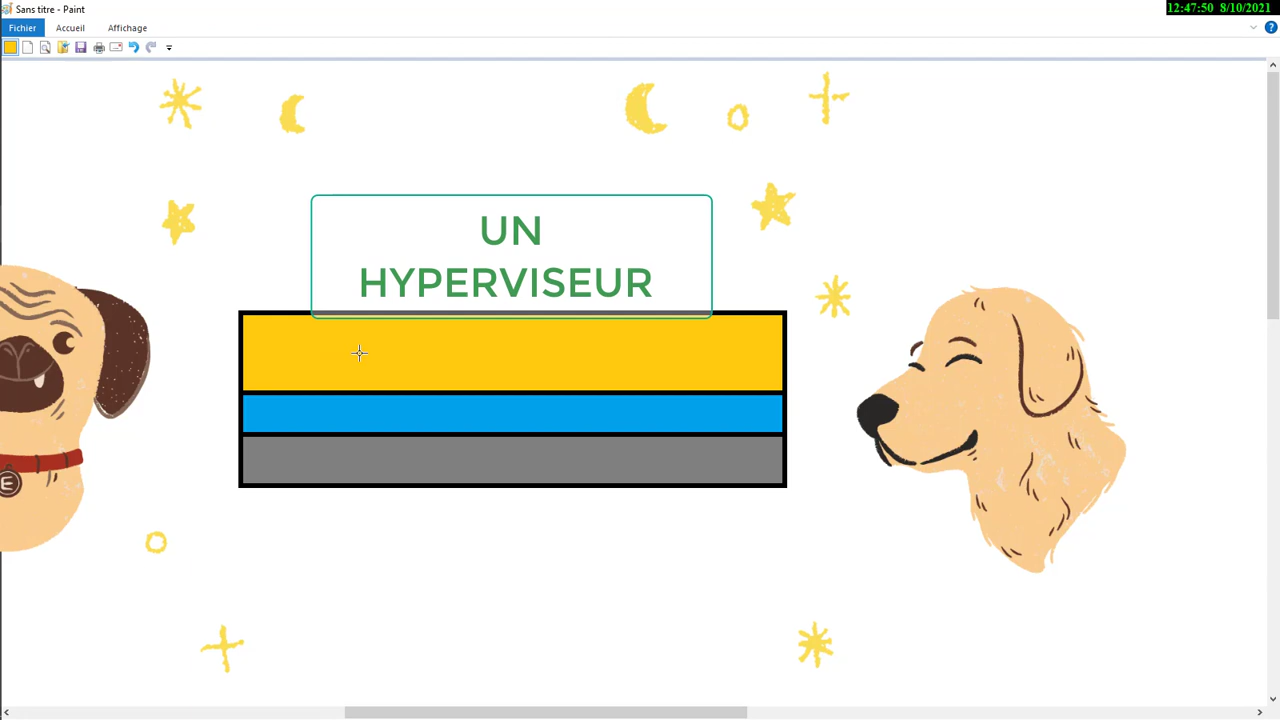 Sans titre - Paint
12:47:50 8/10/2021
Fichier Accueil Affichage
UN
HYPERVISEUR
E